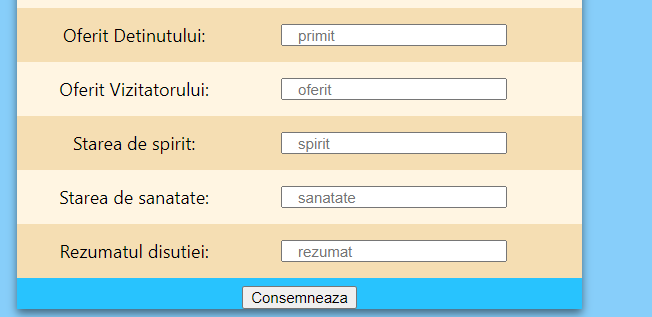 Oferit Detinutului: primit
Oferit Vizitatorului: oferit
Starea de spirit: spirit
Starea de sanatate: sanatate
Rezumatul disutiei: rezumat
Consemneaza